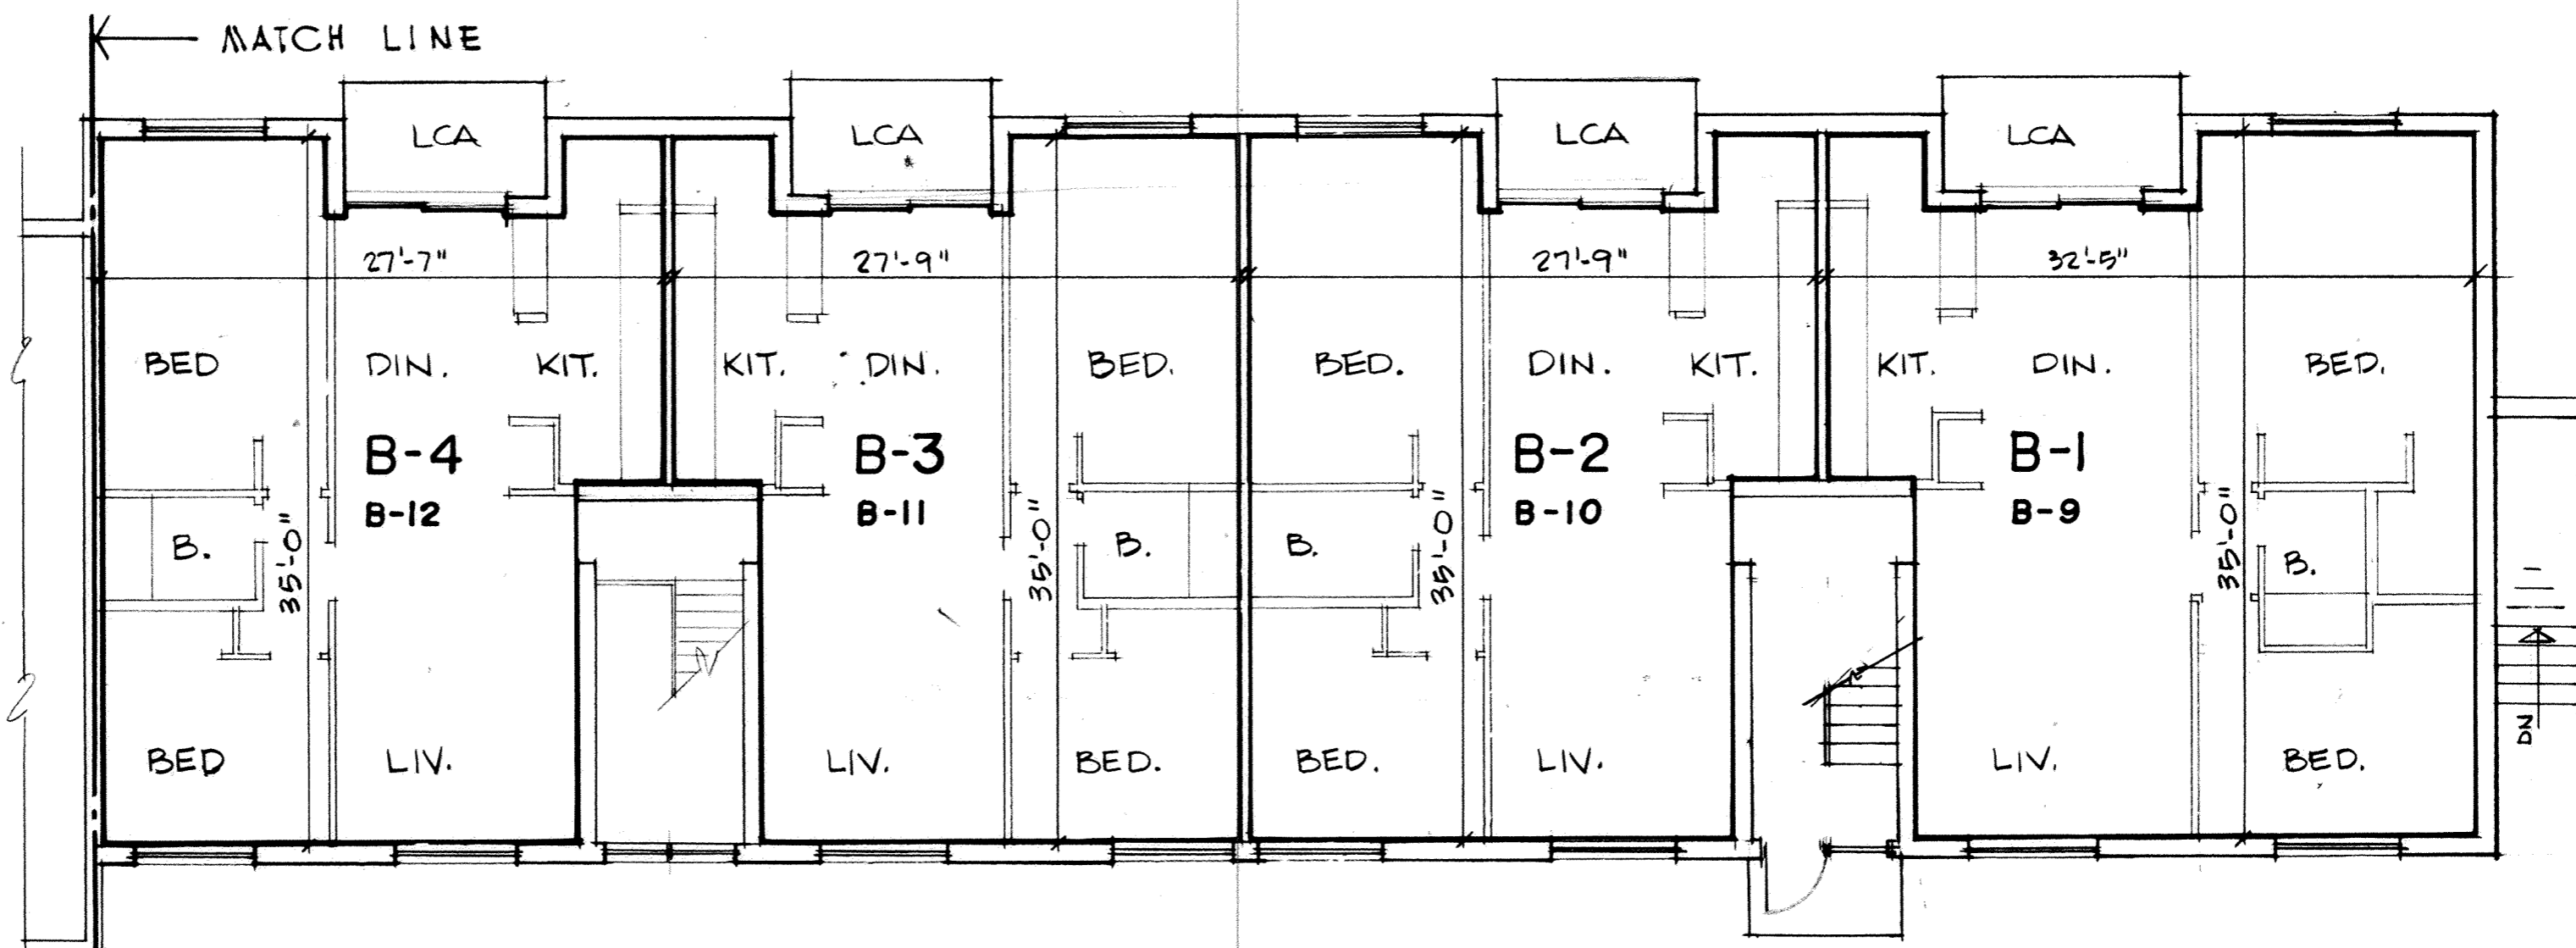 MATCH LINE
LCA LCA LCA LCA
27'-7" 27'-9" 27'-9" 32'-5"
BED DIN. KIT. KIT. DIN. BED. BED. DIN. KIT. KIT. DIN. BED.
B-4 B-3 B-2 B-1
B-12 B-11 B-10 B-9
B. 35'-0" 35'-0" B. B. 35'-0" 35'-0" B.
BED LIV. LIV. BED. BED. LIV. LIV. BED.
DN